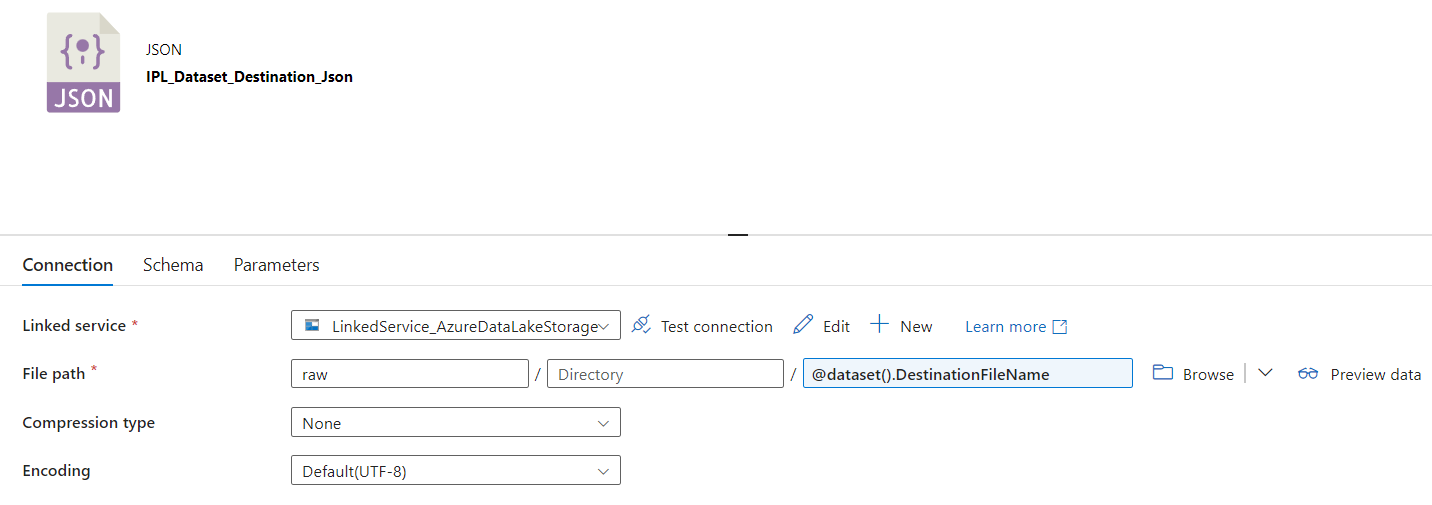 JSON
IPL_Dataset_Destination_Json
{ } JSON
Connection Schema Parameters
Linked service * LinkedService_AzureDataLakeStorage Test connection Edit New Learn more
File path * raw / Directory / @dataset().DestinationFileName Browse Preview data
Compression type None
Encoding Default(UTF-8)